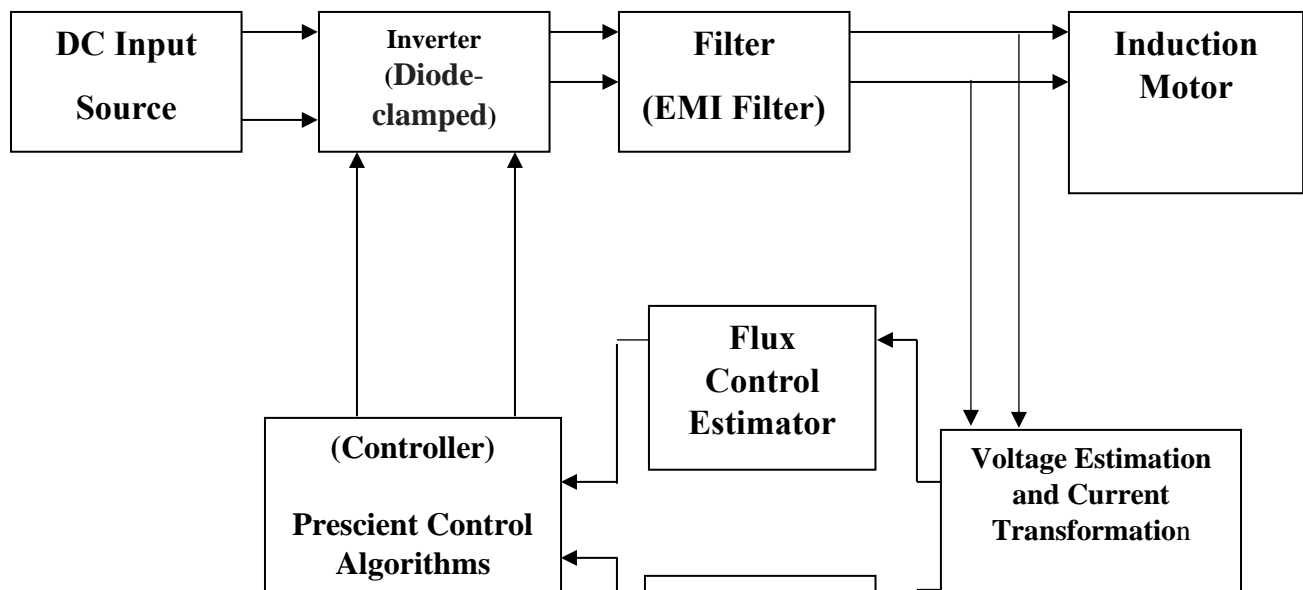 DC Input
Source
Inverter
(Diode-
clamped)
Filter
(EMI Filter)
Induction
Motor
Flux
Control
Estimator
(Controller)
Prescient Control
Algorithms
Voltage Estimation
and Current
Transformation